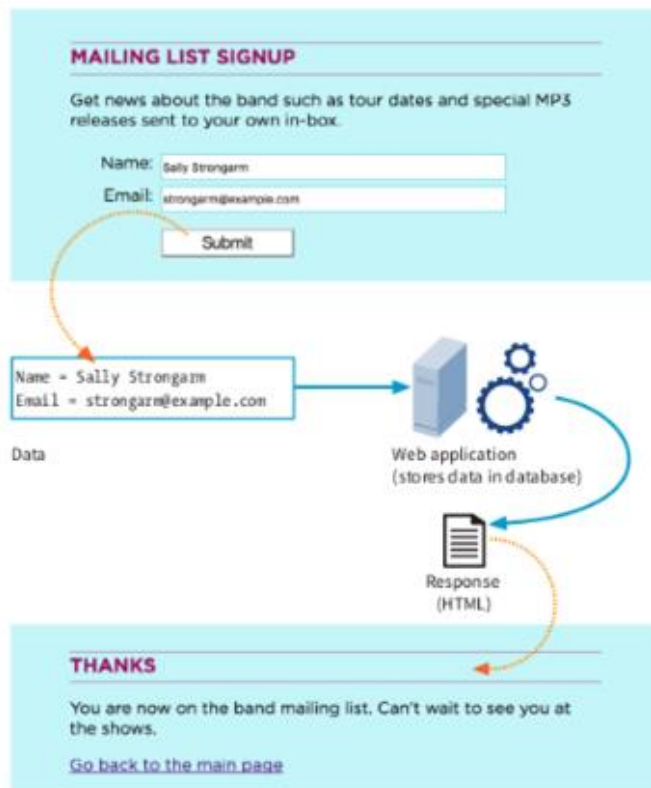 MAILING LIST SIGNUP
Get news about the band such as tour dates and special MP3
releases sent to your own in-box.
Name: Sally Strongarm
Email: strongarm@example.com
Submit
Name = Sally Strongarm
Email = strongarm@example.com
Data
Web application
(stores data in database)
Response
(HTML)
THANKS
You are now on the band mailing list. Can't wait to see you at
the shows.
Go back to the main page